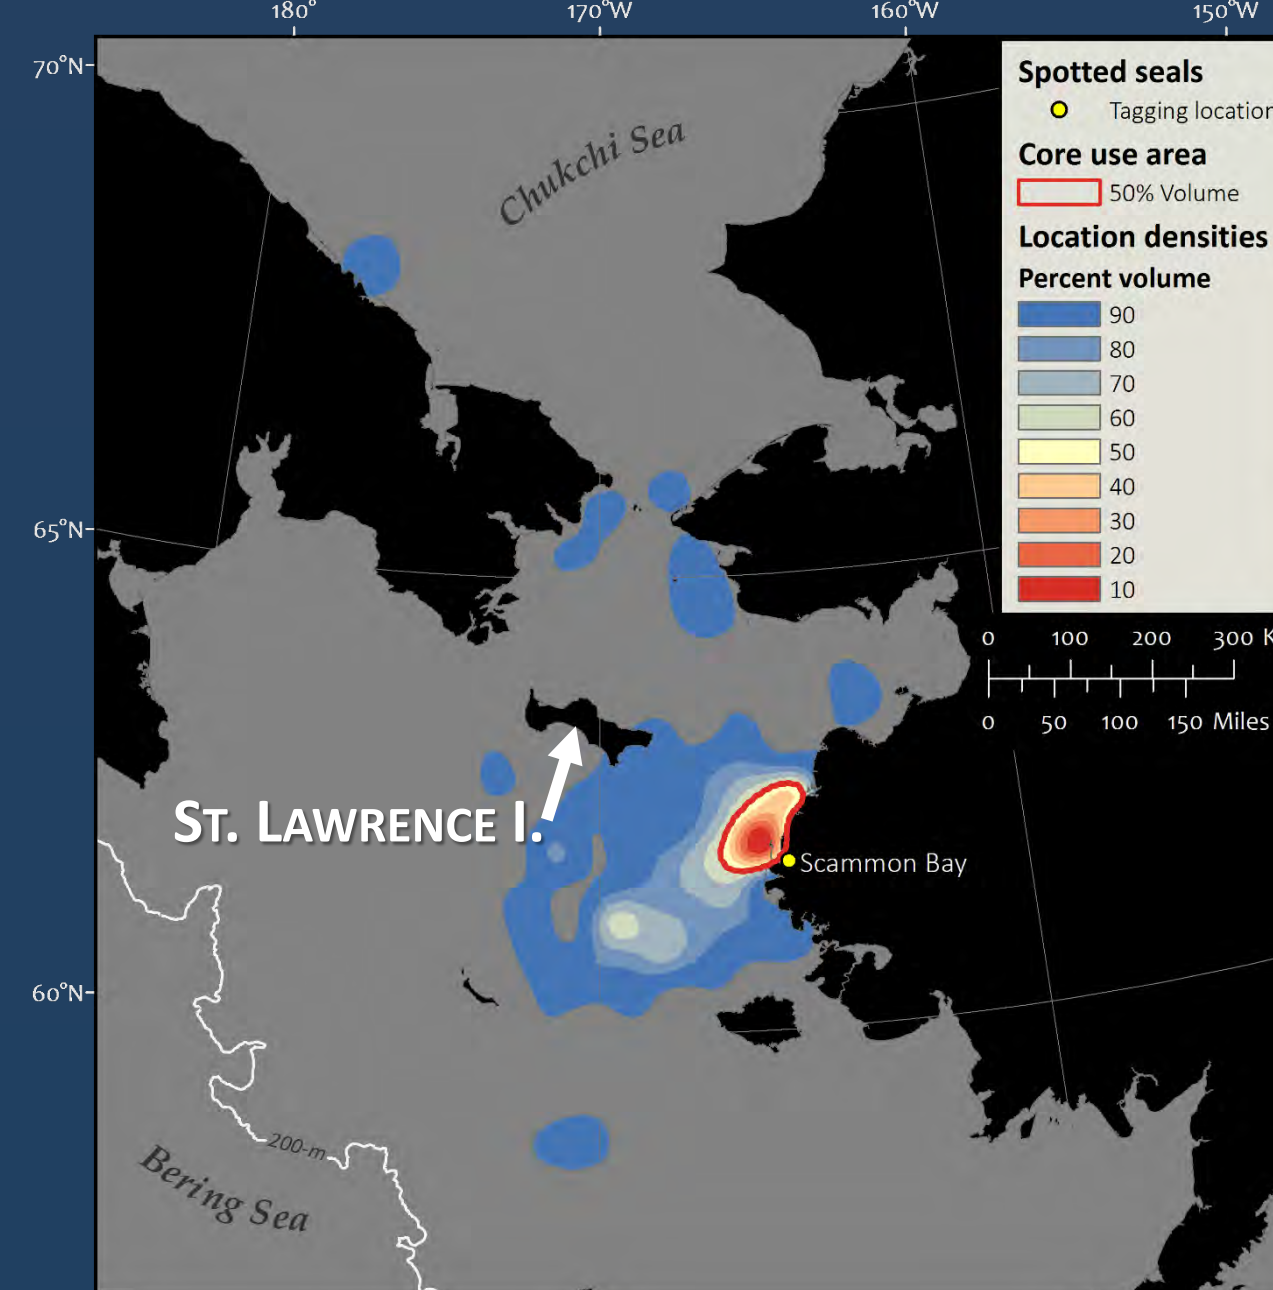 180°
170°W
160°W
150°W
70°N
65°N
60°N
Chukchi Sea
Spotted seals
Tagging location
Core use area
50% Volume
Location densities
Percent volume
90
80
70
60
50
40
30
20
10
0 100 200 300 K
0 50 100 150 Miles
ST. LAWRENCE I.
Scammon Bay
200-m
Bering Sea